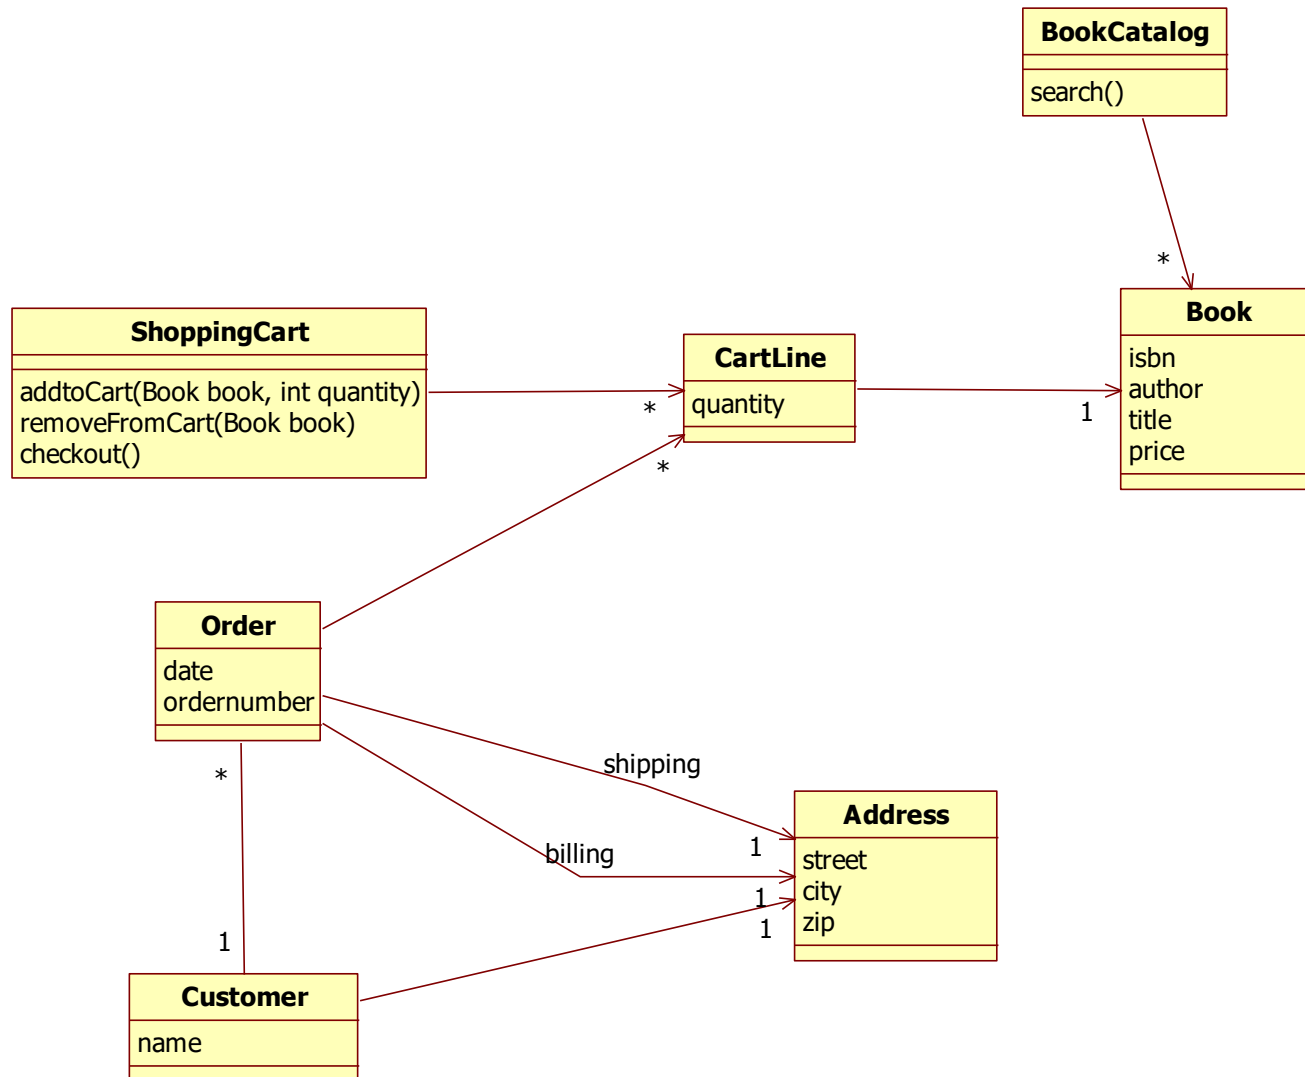 BookCatalog
search()
*
Book
isbn
author
title
price
ShoppingCart
addtoCart(Book book, int quantity)
removeFromCart(Book book)
checkout()
*
CartLine
quantity
1
*
Order
date
ordernumber
*
shipping
1
billing
1
1
Address
street
city
zip
1
Customer
name